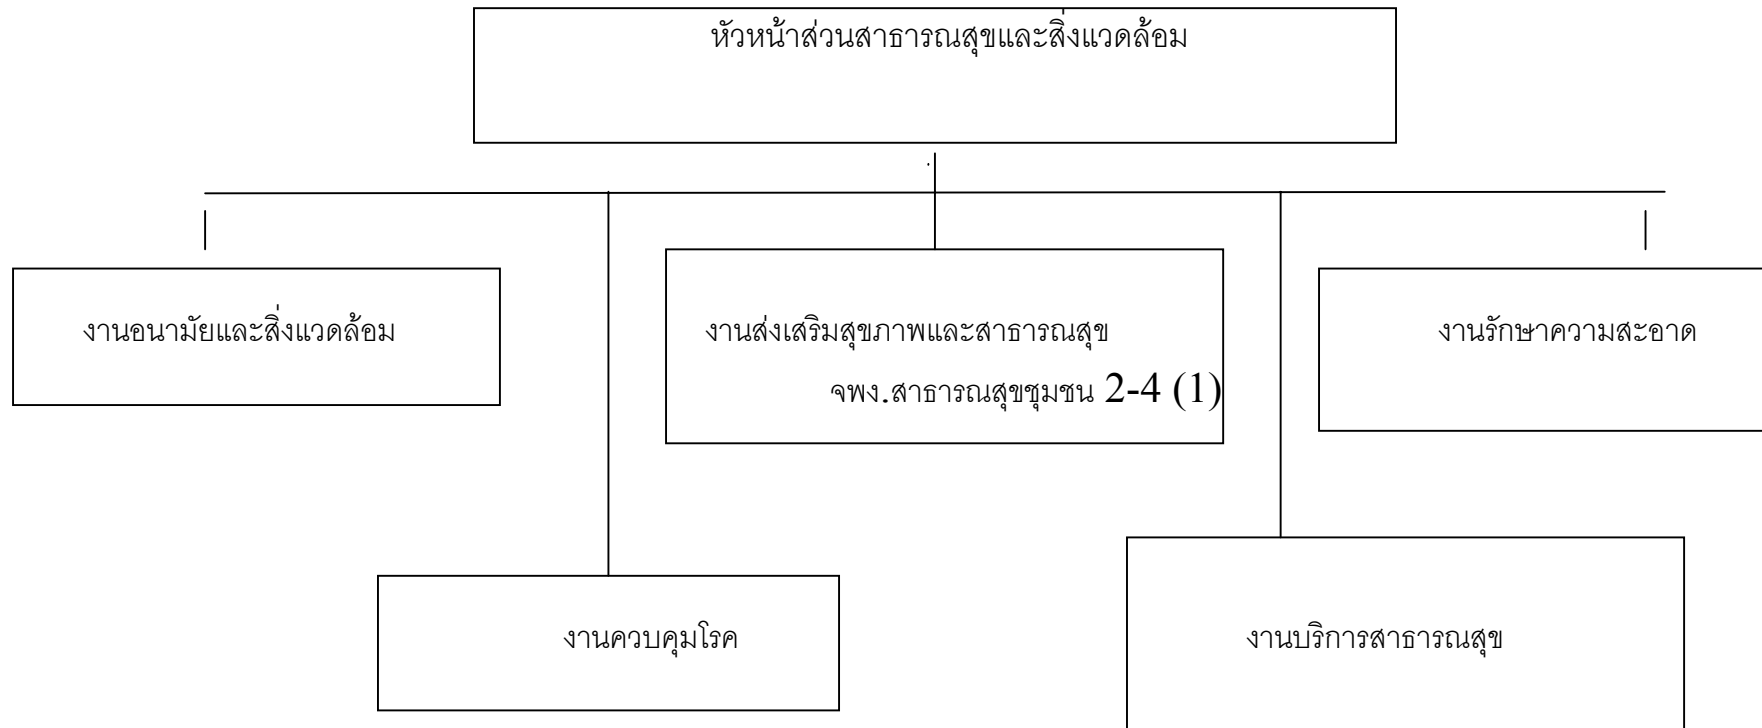 หัวหน้าส่วนสาธารณสุขและสิ่งแวดล้อม
งานอนามัยและสิ่งแวดล้อม
งานส่งเสริมสุขภาพและสาธารณสุข
จพง.สาธารณสุขชุมชน 2-4 (1)
งานรักษาความสะอาด
งานควบคุมโรค
งานบริการสาธารณสุข